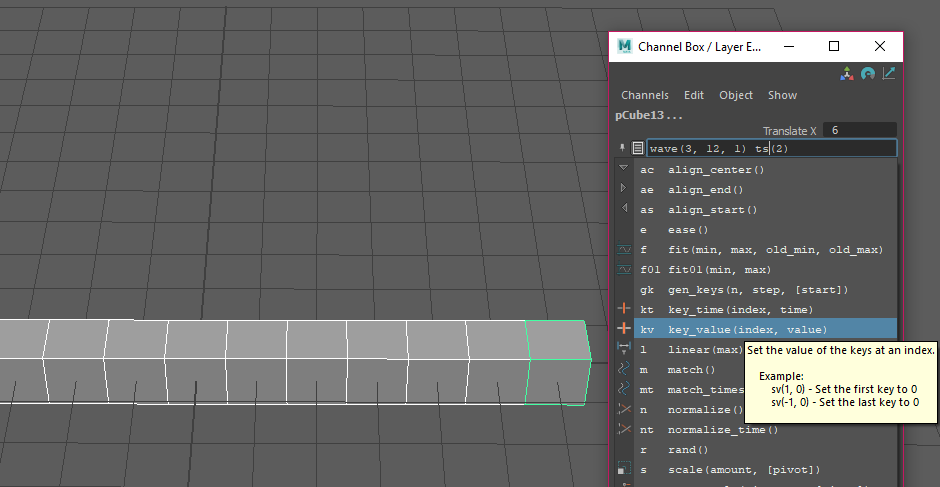 M Channel Box / Layer E...
Channels Edit Object Show
pCube13...
Translate X 6
wave(3, 12, 1) ts(2)
ac align_center()
ae align_end()
as align_start()
e ease()
f fit(min, max, old_min, old_max)
f01 fit01(min, max)
gk gen_keys(n, step, [start])
kt key_time(index, time)
kv key_value(index, value)
l linear(max)
Set the value of the keys at an index.
m match()
Example:
mt match_times
sv(1, 0) - Set the first key to 0
n normalize()
sv(-1, 0) - Set the last key to 0
nt normalize_time()
r rand()
s scale(amount, [pivot])